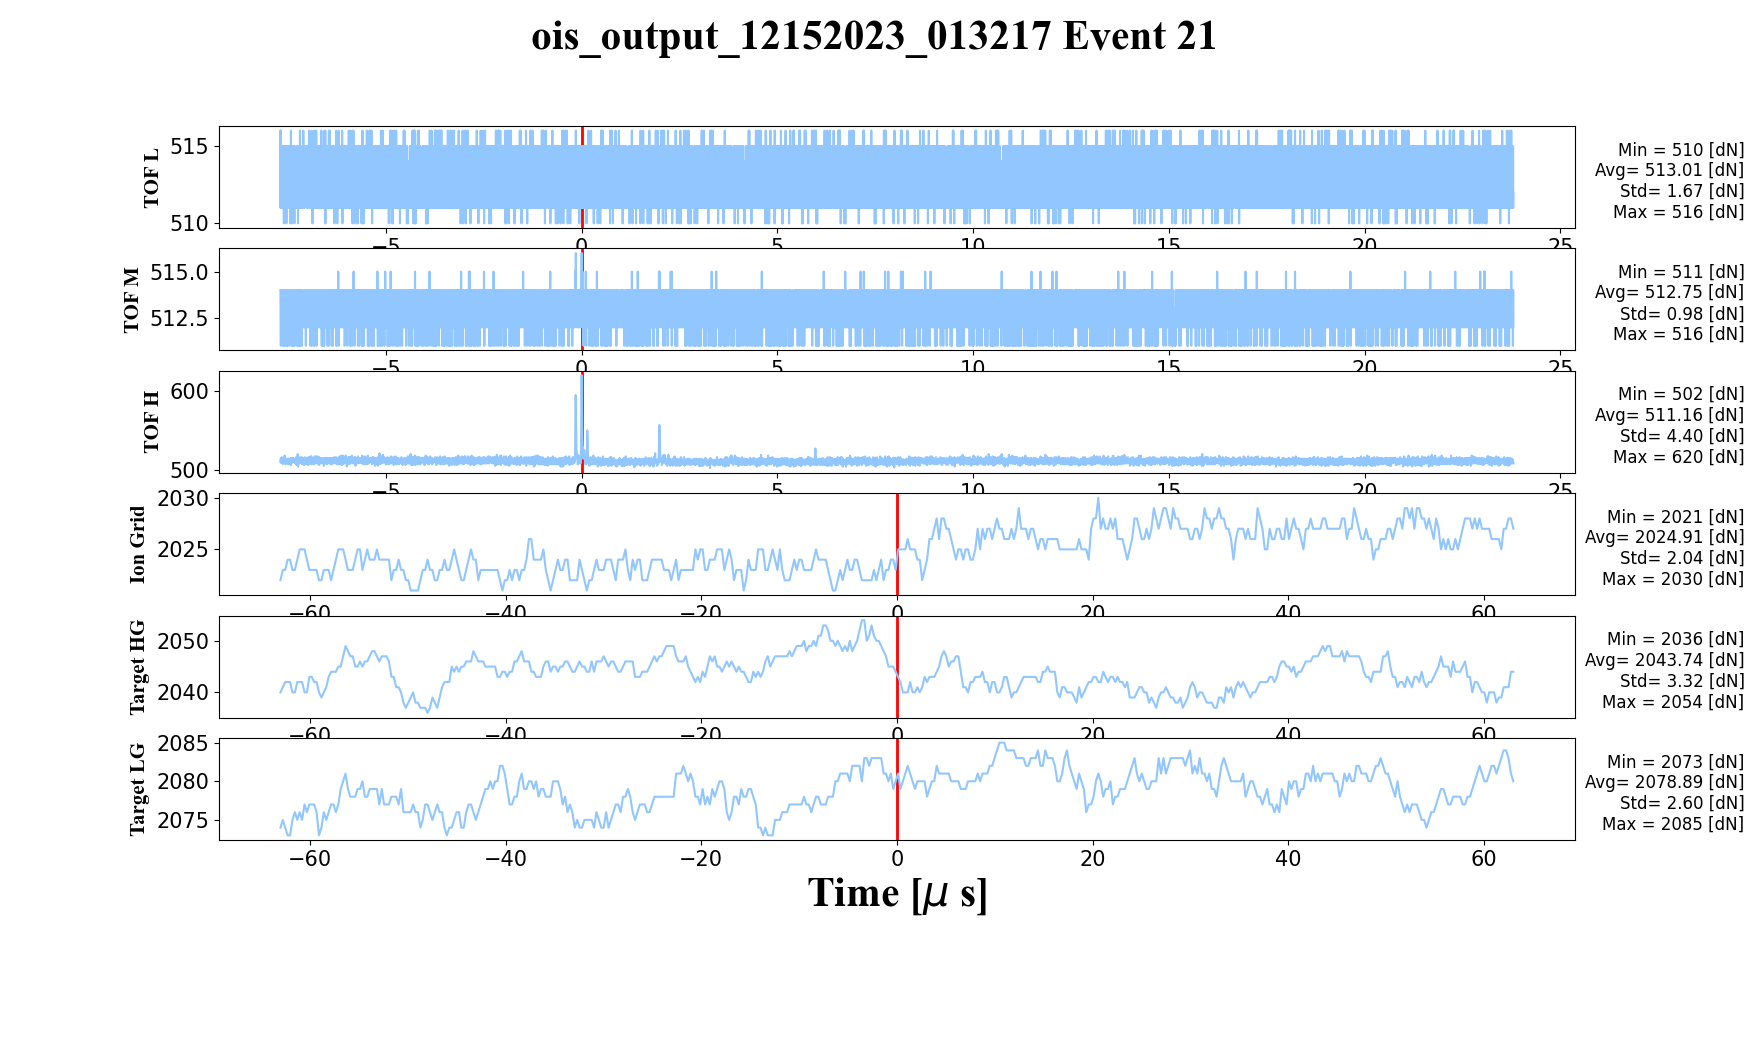 ois_output_12152023_013217 Event 21
TOF L
515
510
−5
0
5
10
15
20
25
Min = 510 [dN]
Avg= 513.01 [dN]
Std= 1.67 [dN]
Max = 516 [dN]
TOF M
515.0
512.5
−5
0
5
10
15
20
25
Min = 511 [dN]
Avg= 512.75 [dN]
Std= 0.98 [dN]
Max = 516 [dN]
TOF H
600
500
−5
0
5
10
15
20
25
Min = 502 [dN]
Avg= 511.16 [dN]
Std= 4.40 [dN]
Max = 620 [dN]
Ion Grid
2030
2025
−60
−40
−20
0
20
40
60
Min = 2021 [dN]
Avg= 2024.91 [dN]
Std= 2.04 [dN]
Max = 2030 [dN]
Target HG
2050
2040
−60
−40
−20
0
20
40
60
Min = 2036 [dN]
Avg= 2043.74 [dN]
Std= 3.32 [dN]
Max = 2054 [dN]
Target LG
2085
2080
2075
−60
−40
−20
0
20
40
60
Min = 2073 [dN]
Avg= 2078.89 [dN]
Std= 2.60 [dN]
Max = 2085 [dN]
Time [μ s]